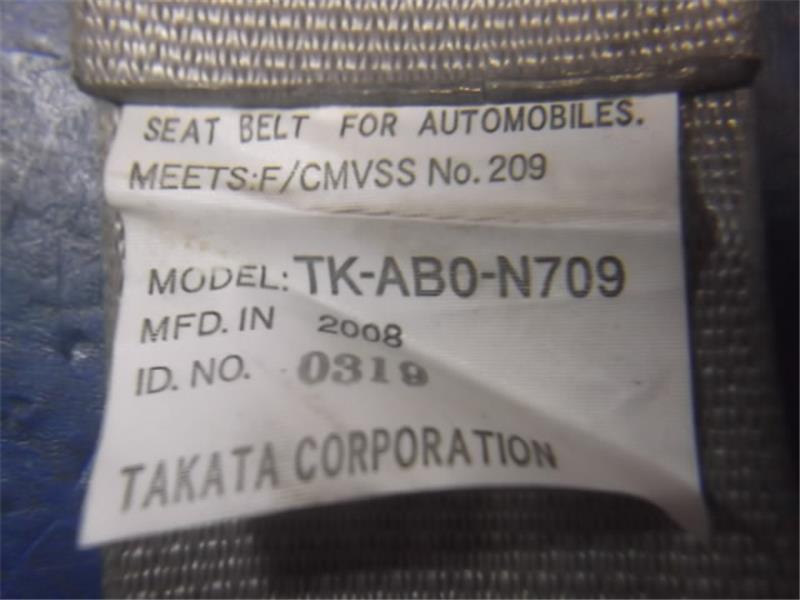 SEAT BELT FOR AUTOMOBILES.
MEETS:F/CMVSS No. 209
MODEL: TK-AB0-N709
MFD. IN 2008
ID. NO. 0319
TAKATA CORPORATION